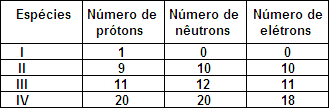 Espécies Número de prótons Número de nêutrons Número de elétrons
I 1 0 0
II 9 10 10
III 11 12 11
IV 20 20 18